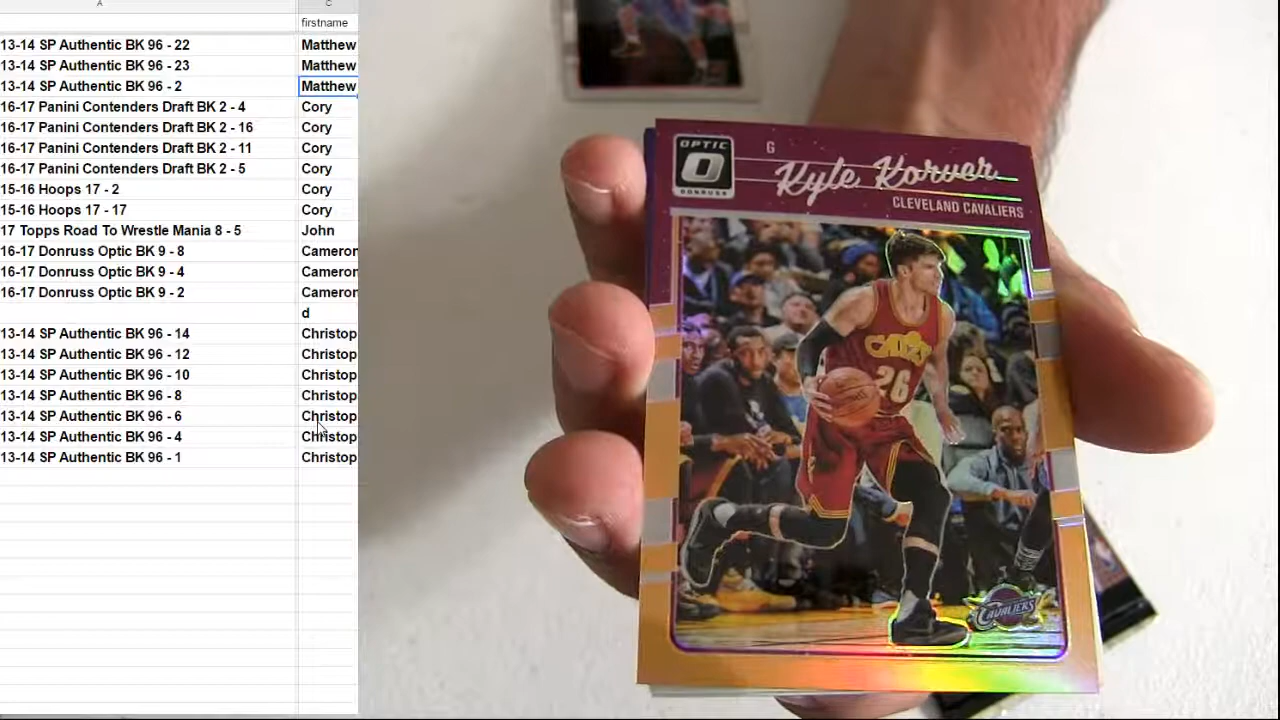 A C
firstname
13-14 SP Authentic BK 96 - 22 Matthew
13-14 SP Authentic BK 96 - 23 Matthew
13-14 SP Authentic BK 96 - 2 Matthew
16-17 Panini Contenders Draft BK 2 - 4 Cory
16-17 Panini Contenders Draft BK 2 - 16 Cory
16-17 Panini Contenders Draft BK 2 - 11 Cory
16-17 Panini Contenders Draft BK 2 - 5 Cory
15-16 Hoops 17 - 2 Cory
15-16 Hoops 17 - 17 Cory
17 Topps Road To Wrestle Mania 8 - 5 John
16-17 Donruss Optic BK 9 - 8 Cameron
16-17 Donruss Optic BK 9 - 4 Cameron
16-17 Donruss Optic BK 9 - 2 Cameron
d
13-14 SP Authentic BK 96 - 14 Christop
13-14 SP Authentic BK 96 - 12 Christop
13-14 SP Authentic BK 96 - 10 Christop
13-14 SP Authentic BK 96 - 8 Christop
13-14 SP Authentic BK 96 - 6 Christop
13-14 SP Authentic BK 96 - 4 Christop
13-14 SP Authentic BK 96 - 1 Christop
OPTIC
O
DONRUSS
G
Kyle Korver
CLEVELAND CAVALIERS
CAVS
26
CAVALIERS